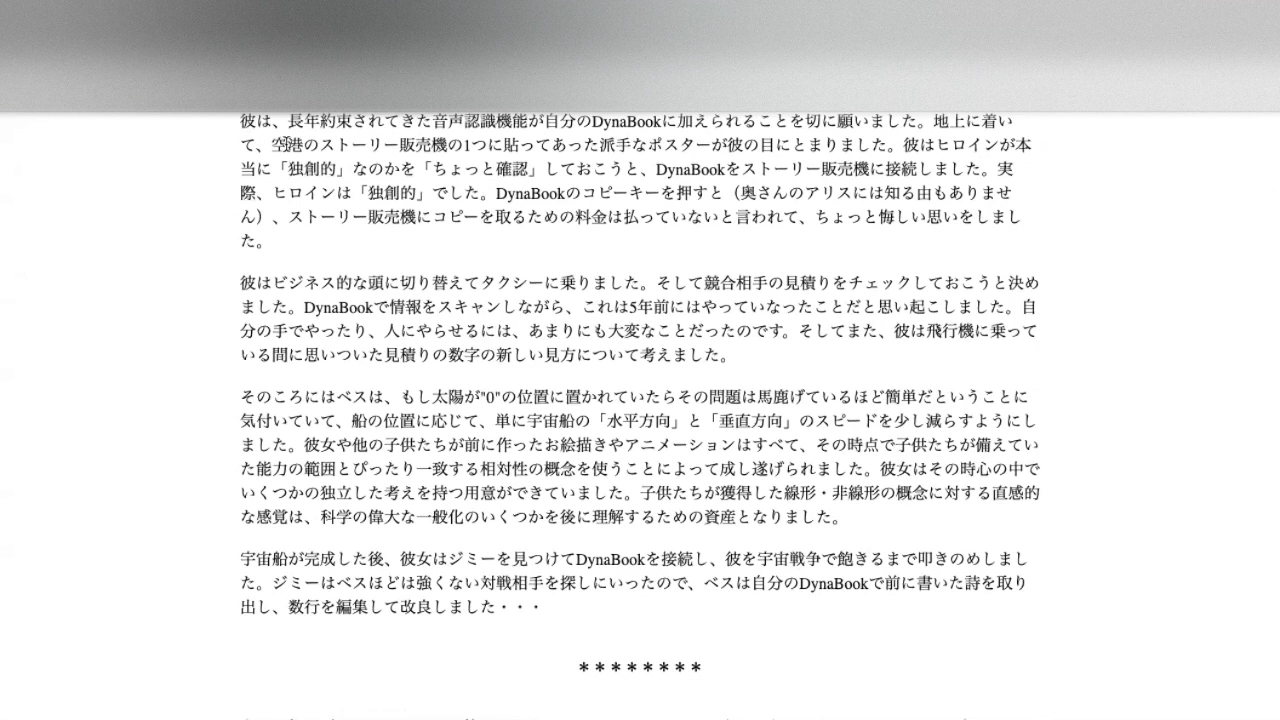 彼は、長年約束されてきた音声認識機能が自分のDynaBookに加えられることを切に願いました。地上に着い
て、空港のストーリー販売機の1つに貼ってあった派手なポスターが彼の目にとまりました。彼はヒロインが本
当に「独創的」なのかを「ちょっと確認」しておこうと、DynaBookをストーリー販売機に接続しました。実
際、ヒロインは「独創的」でした。DynaBookのコピーキーを押すと（奥さんのアリスには知る由もありませ
ん）、ストーリー販売機にコピーを取るための料金は払っていないと言われて、ちょっと悔しい思いをしまし
た。
彼はビジネス的な頭に切り替えてタクシーに乗りました。そして競合相手の見積りをチェックしておこうと決め
ました。DynaBookで情報をスキャンしながら、これは5年前にはやっていなったことだと思い起こしました。自
分の手でやったり、人にやらせるには、あまりにも大変なことだったのです。そしてまた、彼は飛行機に乗って
いる間に思いついた見積りの数字の新しい見方について考えました。
そのころにはベスは、もし太陽が"0"の位置に置かれていたらその問題は馬鹿げているほど簡単だということに
気付いていて、船の位置に応じて、単に宇宙船の「水平方向」と「垂直方向」のスピードを少し減らすようにし
ました。彼女や他の子供たちが前に作ったお絵描きやアニメーションはすべて、その時点で子供たちが備えてい
た能力の範囲とぴったり一致する相対性の概念を使うことによって成し遂げられました。彼女はその時心の中で
いくつかの独立した考えを持つ用意ができていました。子供たちが獲得した線形・非線形の概念に対する直感的
な感覚は、科学の偉大な一般化のいくつかを後に理解するための資産となりました。
宇宙船が完成した後、彼女はジミーを見つけてDynaBookを接続し、彼を宇宙戦争で飽きるまで叩きのめしまし
た。ジミーはベスほどは強くない対戦相手を探しにいったので、ベスは自分のDynaBookで前に書いた詩を取り
出し、数行を編集して改良しました・・・
* * * * * * * *